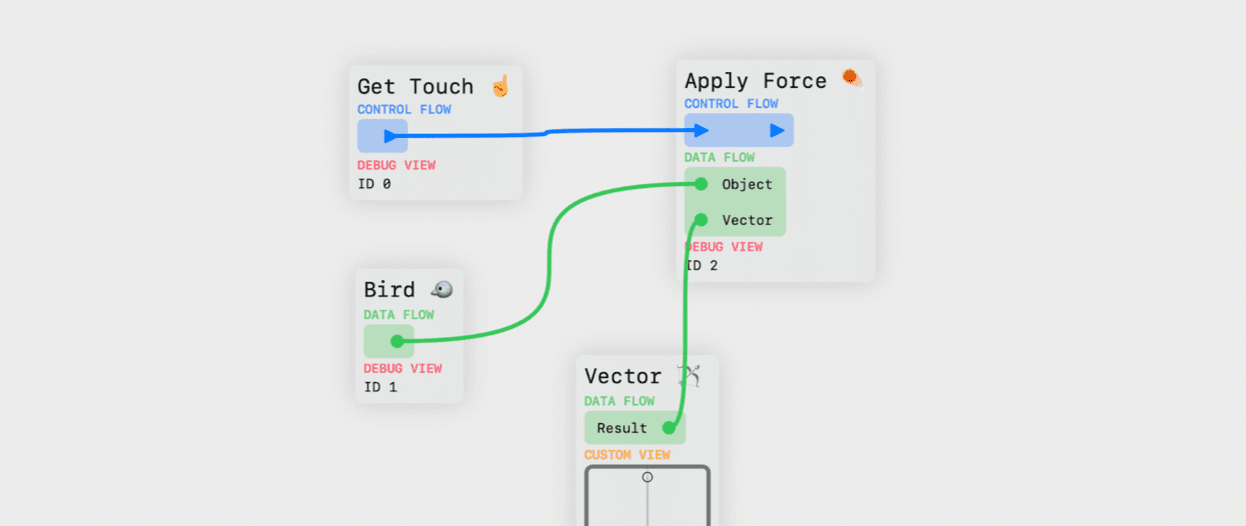 Get Touch ☝
CONTROL FLOW
DEBUG VIEW
ID 0
Apply Force
CONTROL FLOW
DATA FLOW
Object
Vector
DEBUG VIEW
ID 2
Bird
DATA FLOW
DEBUG VIEW
ID 1
Vector
DATA FLOW
Result
CUSTOM VIEW